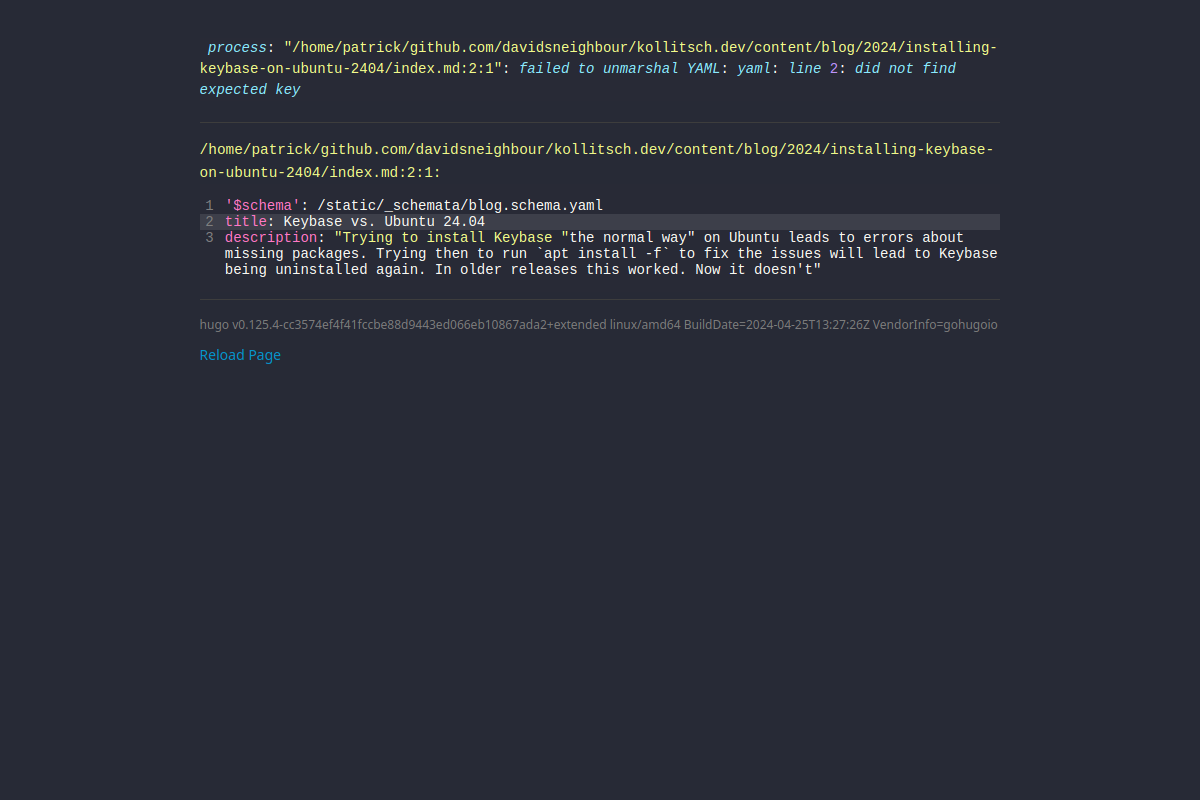 process: "/home/patrick/github.com/davidsneighbour/kollitsch.dev/content/blog/2024/installing-
keybase-on-ubuntu-2404/index.md:2:1": failed to unmarshal YAML: yaml: line 2: did not find
expected key
/home/patrick/github.com/davidsneighbour/kollitsch.dev/content/blog/2024/installing-keybase-
on-ubuntu-2404/index.md:2:1:
1 '$schema': /static/_schemata/blog.schema.yaml
2 title: Keybase vs. Ubuntu 24.04
3 description: "Trying to install Keybase "the normal way" on Ubuntu leads to errors about
missing packages. Trying then to run `apt install -f` to fix the issues will lead to Keybase
being uninstalled again. In older releases this worked. Now it doesn't"
hugo v0.125.4-cc3574ef4f41fccbe88d9443ed066eb10867ada2+extended linux/amd64 BuildDate=2024-04-25T13:27:26Z VendorInfo=gohugoio
Reload Page